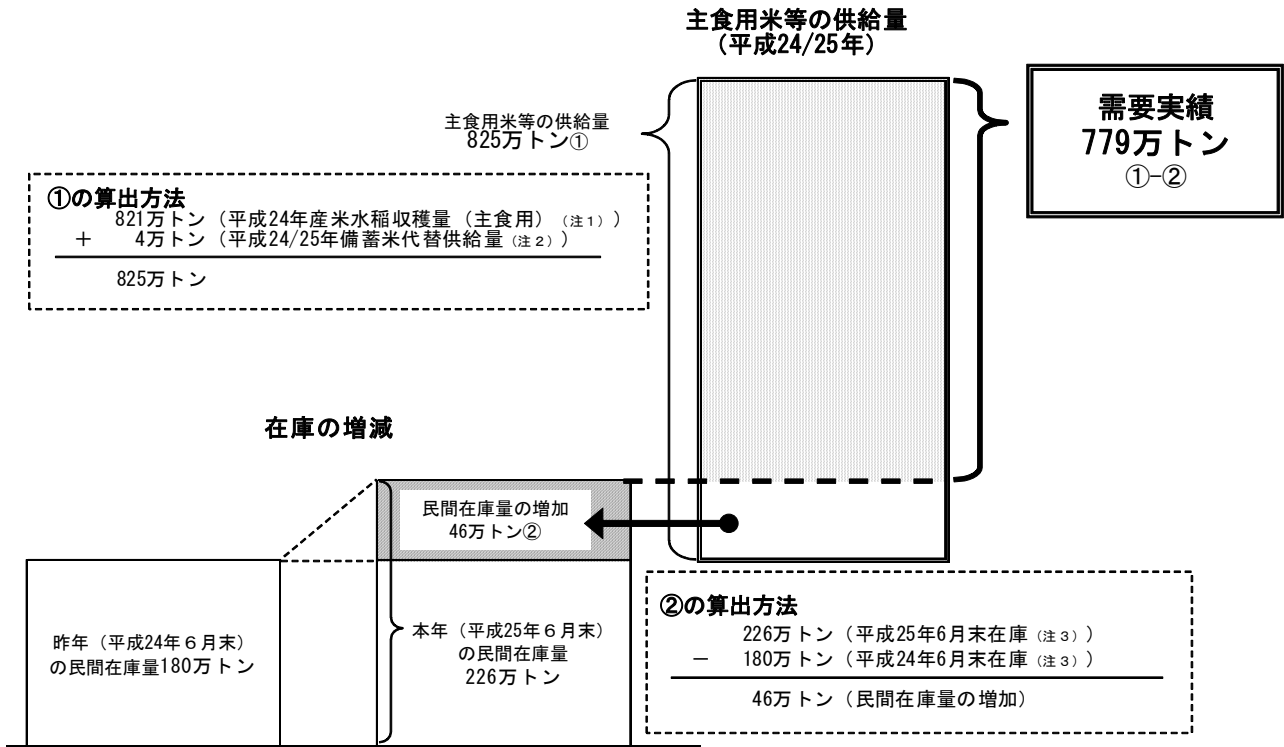 主食用米等の供給量
（平成24/25年）
主食用米等の供給量
825万トン①
需要実績
779万トン
①−②
①の算出方法
821万トン（平成24年産米水稲収穫量（主食用）（注１））
＋ 4万トン（平成24/25年備蓄米代替供給量（注２））
825万トン
在庫の増減
民間在庫量の増加
46万トン②
昨年（平成24年６月末）
の民間在庫量180万トン
本年（平成25年６月末）
の民間在庫量
226万トン
②の算出方法
226万トン（平成25年6月末在庫（注３））
− 180万トン（平成24年6月末在庫（注３））
46万トン（民間在庫量の増加）